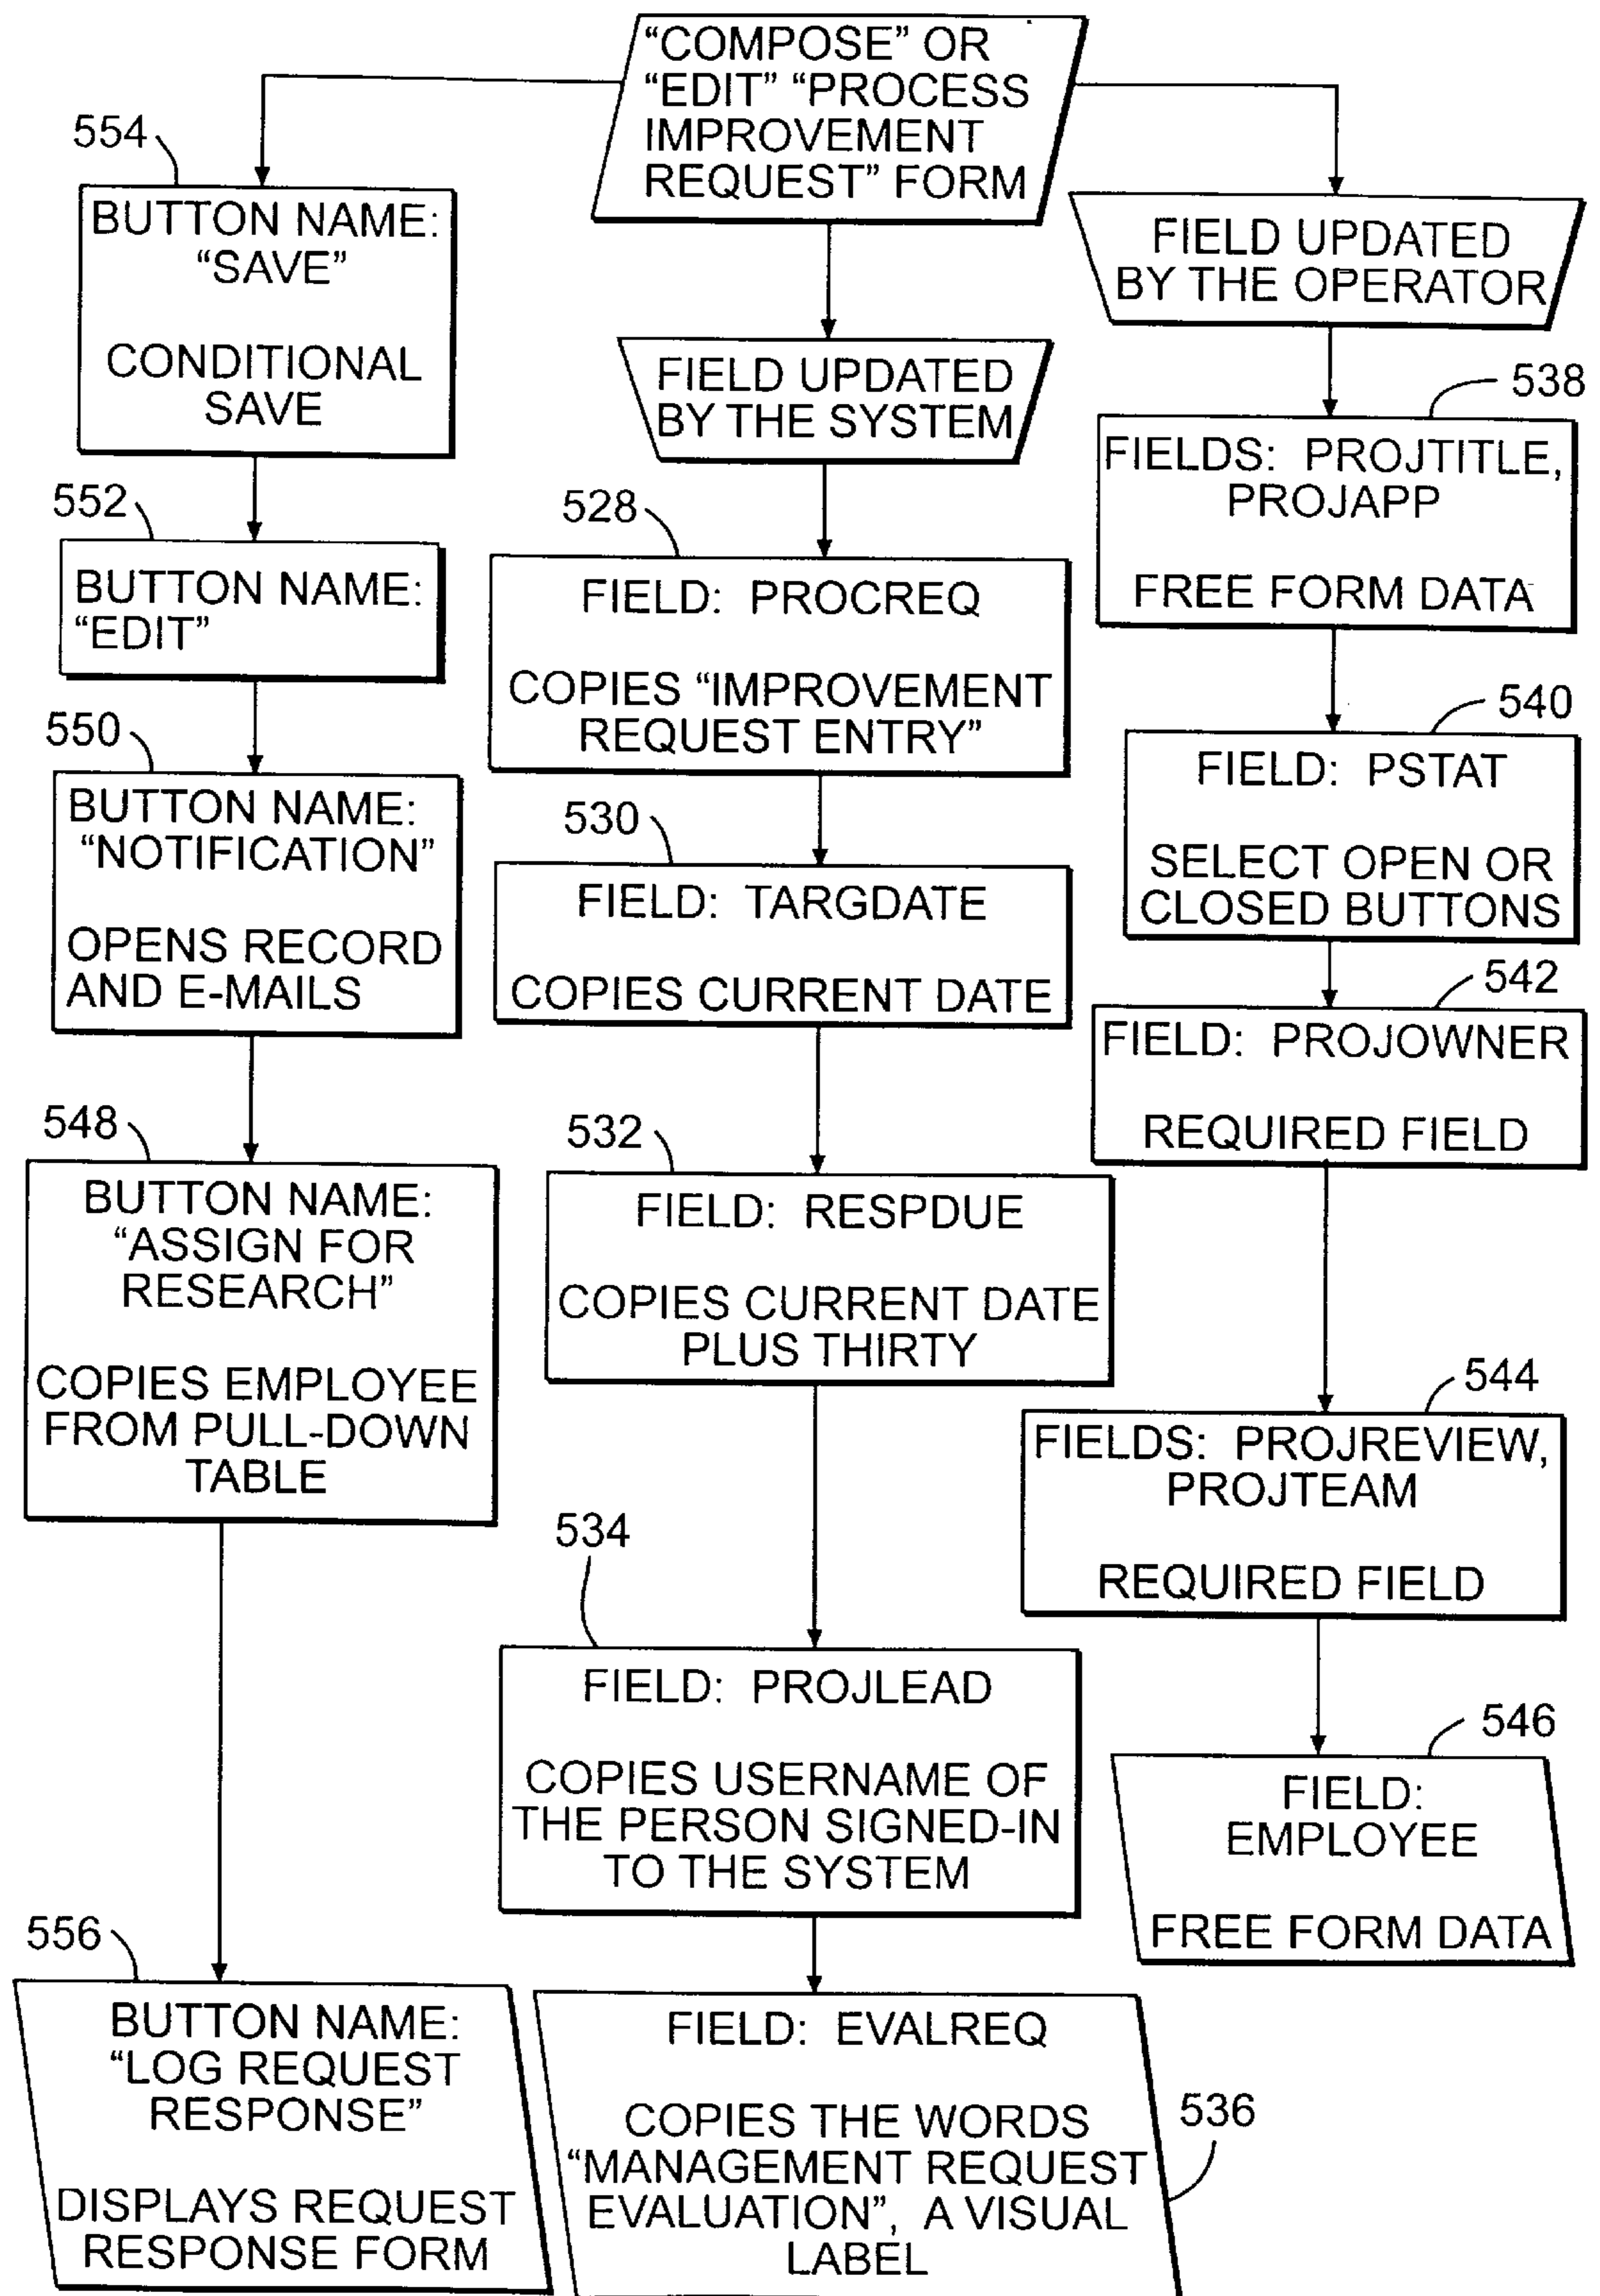 “COMPOSE” OR
“EDIT” “PROCESS
IMPROVEMENT
REQUEST” FORM
554
BUTTON NAME:
“SAVE”
CONDITIONAL
SAVE
552
BUTTON NAME:
“EDIT”
550
BUTTON NAME:
“NOTIFICATION”
OPENS RECORD
AND E-MAILS
548
BUTTON NAME:
“ASSIGN FOR
RESEARCH”
COPIES EMPLOYEE
FROM PULL-DOWN
TABLE
556
BUTTON NAME:
“LOG REQUEST
RESPONSE”
DISPLAYS REQUEST
RESPONSE FORM
FIELD UPDATED
BY THE SYSTEM
528
FIELD: PROCREQ
COPIES “IMPROVEMENT
REQUEST ENTRY”
530
FIELD: TARGDATE
COPIES CURRENT DATE
532
FIELD: RESPDUE
COPIES CURRENT DATE
PLUS THIRTY
534
FIELD: PROJLEAD
COPIES USERNAME OF
THE PERSON SIGNED-IN
TO THE SYSTEM
FIELD: EVALREQ
COPIES THE WORDS
“MANAGEMENT REQUEST
EVALUATION”, A VISUAL
LABEL
536
FIELD UPDATED
BY THE OPERATOR
538
FIELDS: PROJTITLE,
PROJAPP
FREE FORM DATA
540
FIELD: PSTAT
SELECT OPEN OR
CLOSED BUTTONS
542
FIELD: PROJOWNER
REQUIRED FIELD
544
FIELDS: PROJREVIEW,
PROJTEAM
REQUIRED FIELD
546
FIELD:
EMPLOYEE
FREE FORM DATA